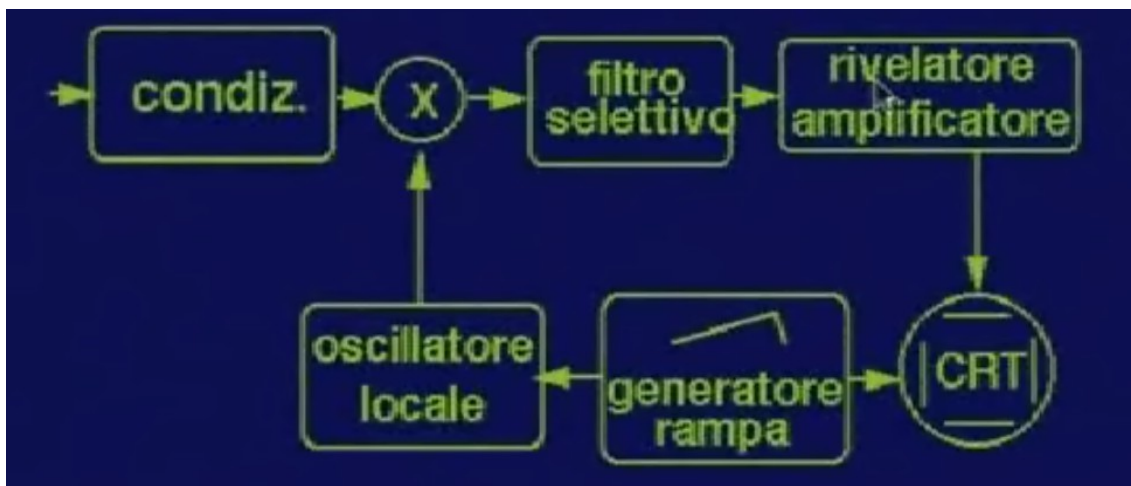 condiz.
X
filtro
selettivo
rivelatore
amplificatore
oscillatore
locale
generatore
rampa
CRT